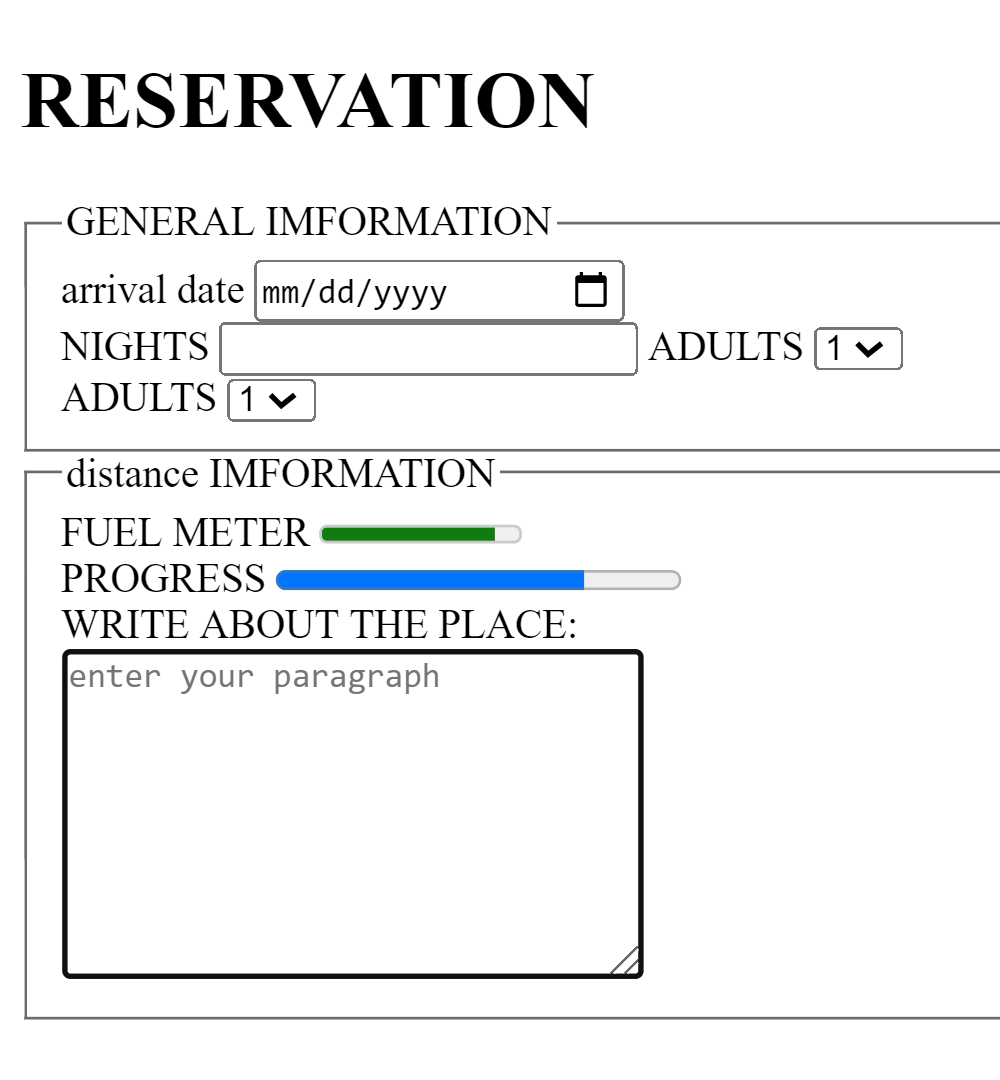 RESERVATION
GENERAL IMFORMATION
arrival date mm/dd/yyyy
NIGHTS ADULTS 1
ADULTS 1
distance IMFORMATION
FUEL METER
PROGRESS
WRITE ABOUT THE PLACE:
enter your paragraph